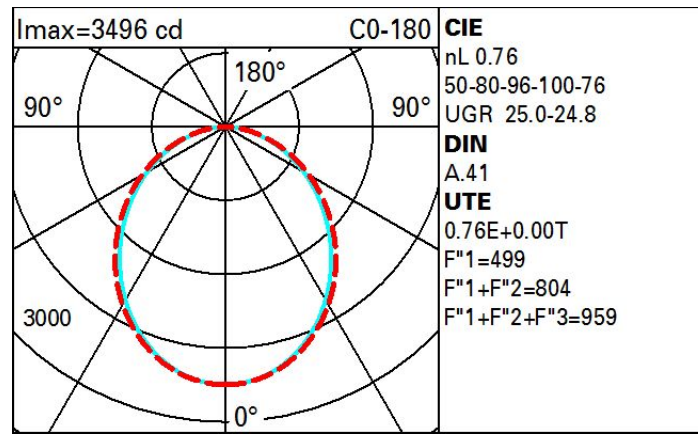 Imax=3496 cd C0-180
180°
90° 90°
3000
0°
CIE
nL 0.76
50-80-96-100-76
UGR 25.0-24.8
DIN
A.41
UTE
0.76E+0.00T
F"1=499
F"1+F"2=804
F"1+F"2+F"3=959